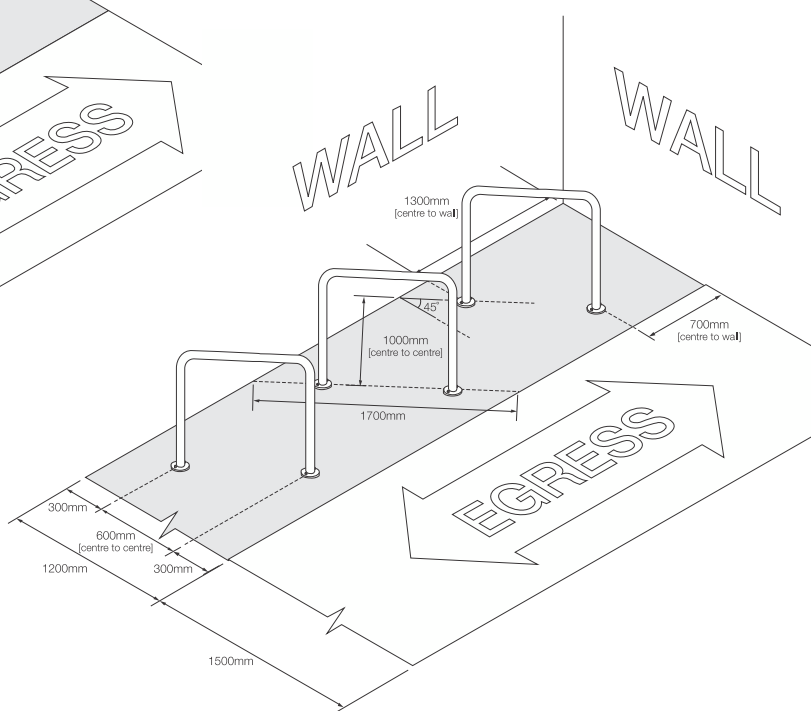 RESS
WALL
WALL
1300mm
[centre to wall]
45°
1000mm
[centre to centre]
700mm
[centre to wall]
1700mm
EGRESS
300mm
600mm
[centre to centre]
1200mm
300mm
1500mm